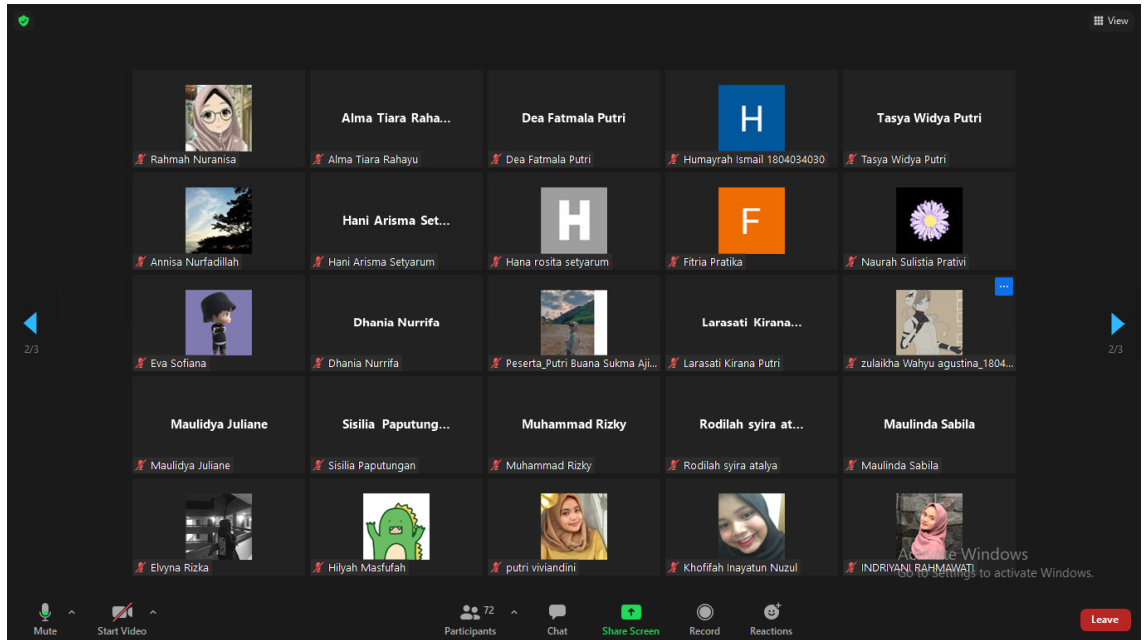 View
Alma Tiara Raha...
Dea Fatmala Putri
H
Tasya Widya Putri
Rahmah Nuranisa
Alma Tiara Rahayu
Dea Fatmala Putri
Humayrah Ismail 1804034030
Tasya Widya Putri
Hani Arisma Set...
H
F
Annisa Nurfadillah
Hani Arisma Setyarum
Hana rosita setyarum
Fitria Pratika
Naurah Sulistia Prativi
...
Dhania Nurrifa
Larasati Kirana...
2/3
2/3
Eva Sofiana
Dhania Nurrifa
Peserta_Putri Buana Sukma Aji...
Larasati Kirana Putri
zulaikha Wahyu agustina_1804...
Maulidya Juliane
Sisilia Paputung...
Muhammad Rizky
Rodilah syira at...
Maulinda Sabila
Maulidya Juliane
Sisilia Paputungan
Muhammad Rizky
Rodilah syira atalya
Maulinda Sabila
Elvyna Rizka
Hilyah Masfufah
putri viviandini
Khofifah Inayatun Nuzul
INDRIYANI RAHMAWATI
Activate Windows
Go to Settings to activate Windows.
Mute
Start Video
72
Participants
Chat
Share Screen
Record
Reactions
Leave